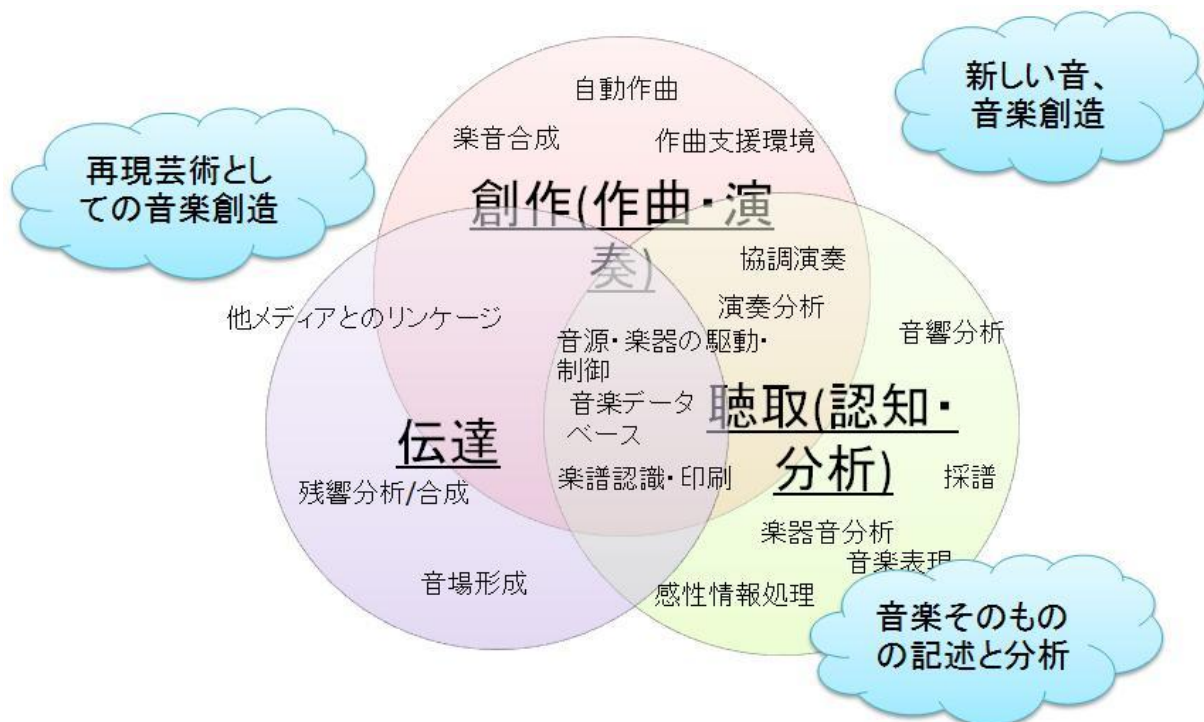 自動作曲
楽音合成
作曲支援環境
新しい音、
音楽創造
再現芸術とし
ての音楽創造
創作(作曲・演
奏)
協調演奏
演奏分析
他メディアとのリンケージ
音源・楽器の駆動・
制御
音響分析
音楽データ
ベース
聴取(認知・
分析)
伝達
楽譜認識・印刷
採譜
残響分析/合成
楽器音分析
音楽表現
音場形成
感性情報処理
音楽そのもの
の記述と分析